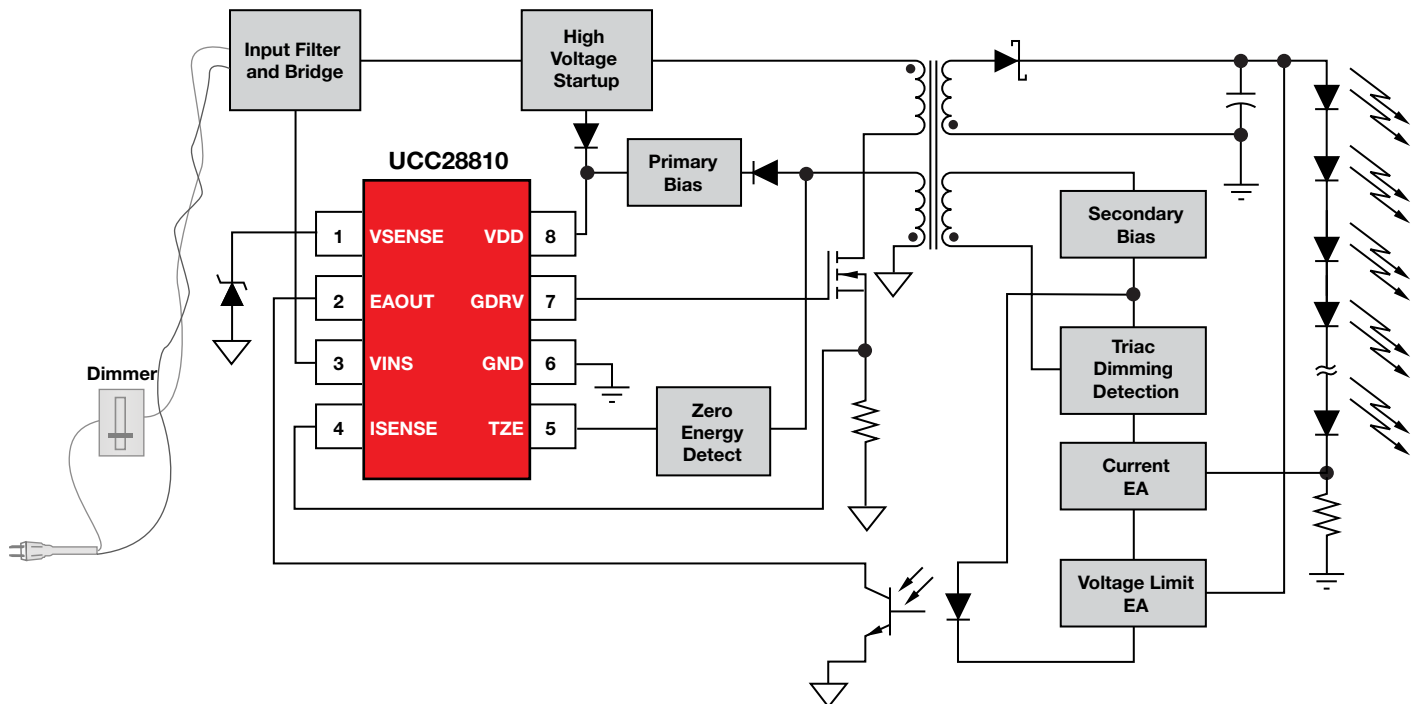 Input Filter
and Bridge
High
Voltage
Startup
UCC28810
Primary
Bias
1 VSENSE VDD 8
2 EAOUT GDRV 7
3 VINS GND 6
4 ISENSE TZE 5
Zero
Energy
Detect
Dimmer
Secondary
Bias
Triac
Dimming
Detection
Current
EA
Voltage Limit
EA